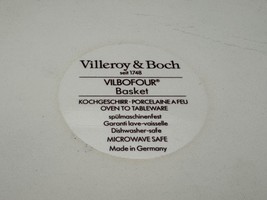 Villeroy & Boch
seit 1748
VILBOFOUR®
Basket
KOCHGESCHIRR · PORCELAINE A FEU
OVEN TO TABLEWARE
spülmaschinenfest
Garanti lave-vaisselle
Dishwasher-safe
MICROWAVE SAFE
Made in Germany